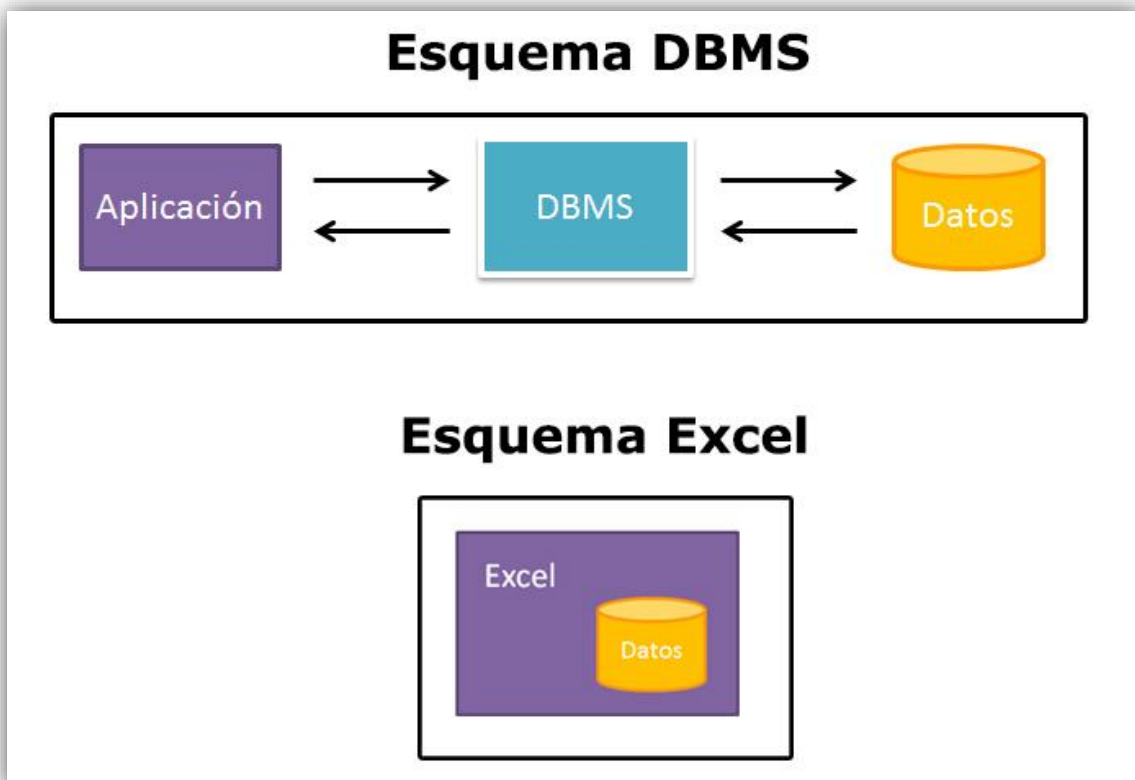 Esquema DBMS
Aplicación
DBMS
Datos
Esquema Excel
Excel
Datos